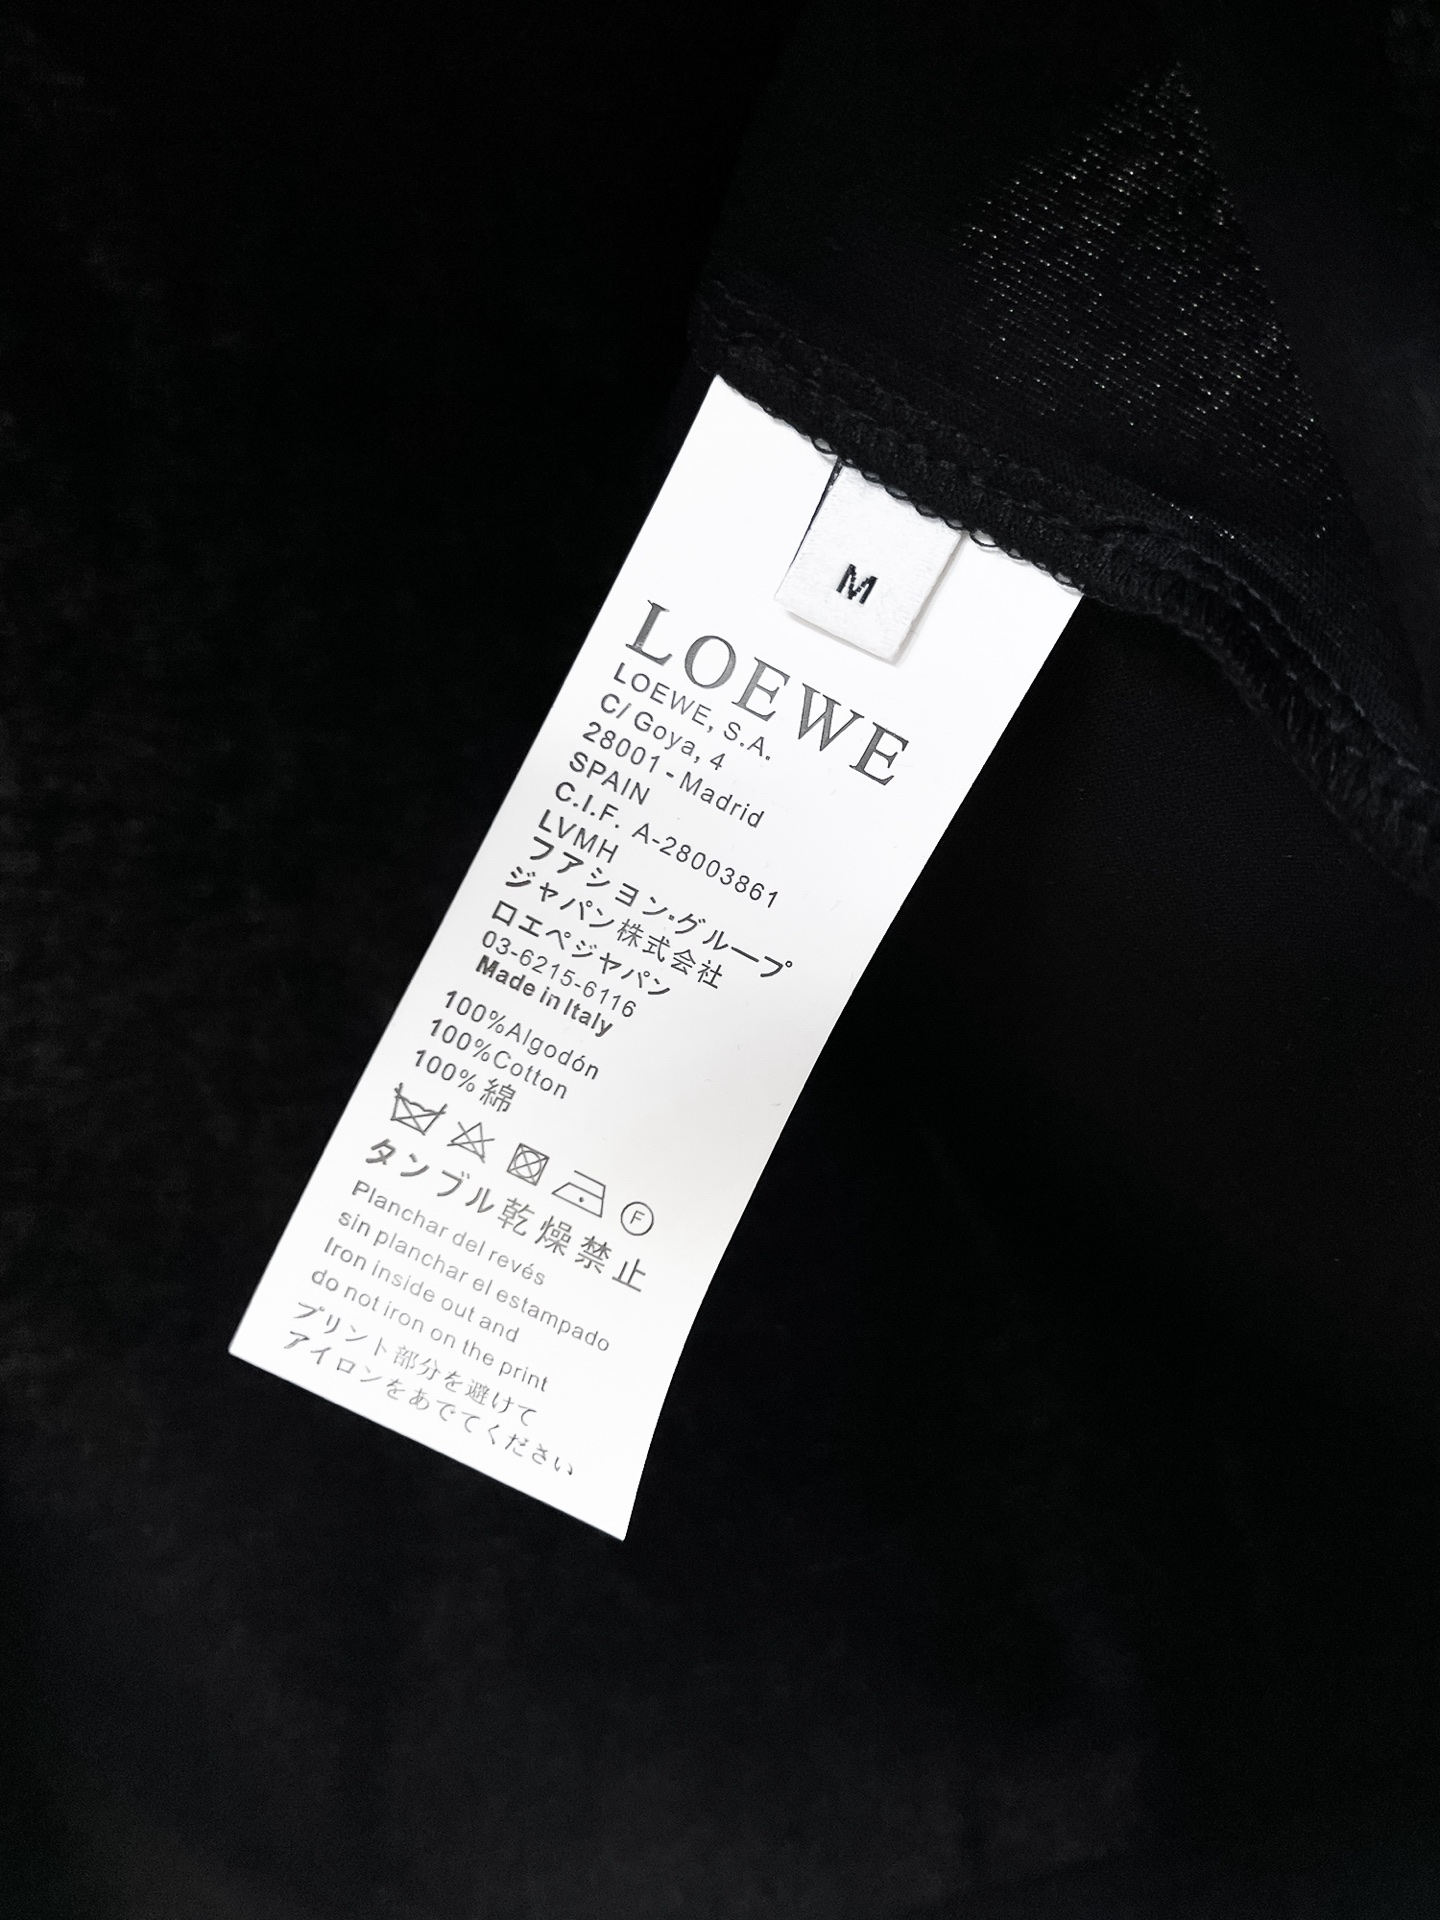 M
LOEWE
LOEWE, S.A.
C/ Goya, 4
28001 - Madrid
SPAIN
C.I.F. A-28003861
LVMH
ファション·グループ
ジャパン株式会社
ロエベジャパン
03-6215-6116
Made in Italy
100%Algodón
100%Cotton
100% 綿
F
タンブル乾燥禁止
Planchar del revés
sin planchar el estampado
Iron inside out and
do not iron on the print
プリント部分を避けて
アイロンをあでてください